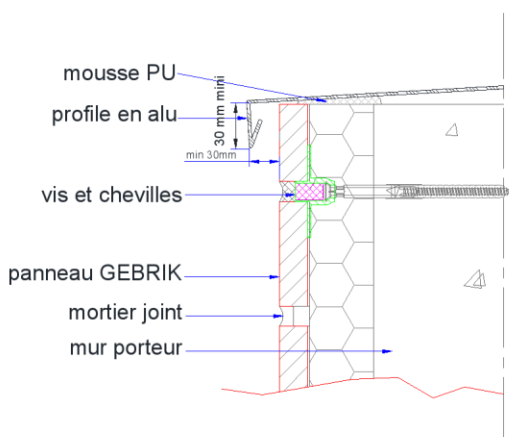 mousse PU
profile en alu
30 mm mini
min 30mm
vis et chevilles
panneau GEBRIK
mortier joint
mur porteur